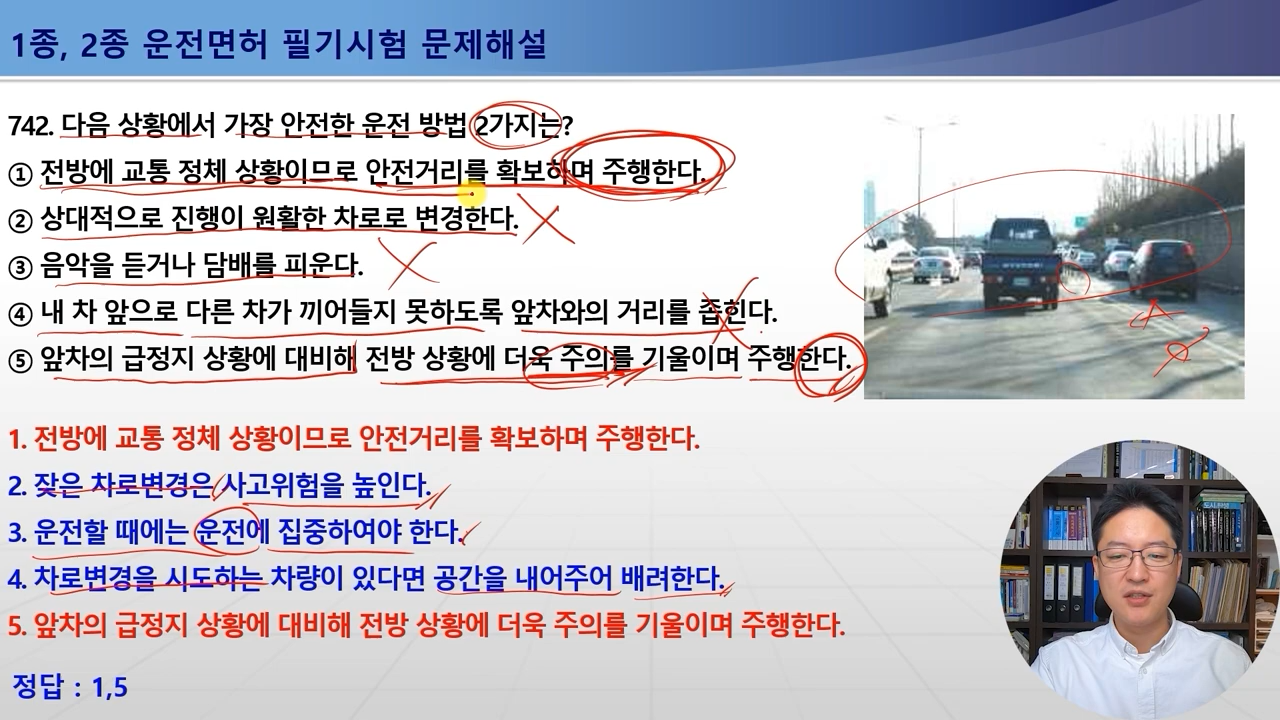 1종, 2종 운전면허 필기시험 문제해설
742. 다음 상황에서 가장 안전한 운전 방법 2가지는?
① 전방에 교통 정체 상황이므로 안전거리를 확보하며 주행한다.
② 상대적으로 진행이 원활한 차로로 변경한다.
③ 음악을 듣거나 담배를 피운다.
④ 내 차 앞으로 다른 차가 끼어들지 못하도록 앞차와의 거리를 좁힌다.
⑤ 앞차의 급정지 상황에 대비해 전방 상황에 더욱 주의를 기울이며 주행한다.
1. 전방에 교통 정체 상황이므로 안전거리를 확보하며 주행한다.
2. 잦은 차로변경은 사고위험을 높인다.
3. 운전할 때에는 운전에 집중하여야 한다.
4. 차로변경을 시도하는 차량이 있다면 공간을 내어주어 배려한다.
5. 앞차의 급정지 상황에 대비해 전방 상황에 더욱 주의를 기울이며 주행한다.
정답 : 1,5